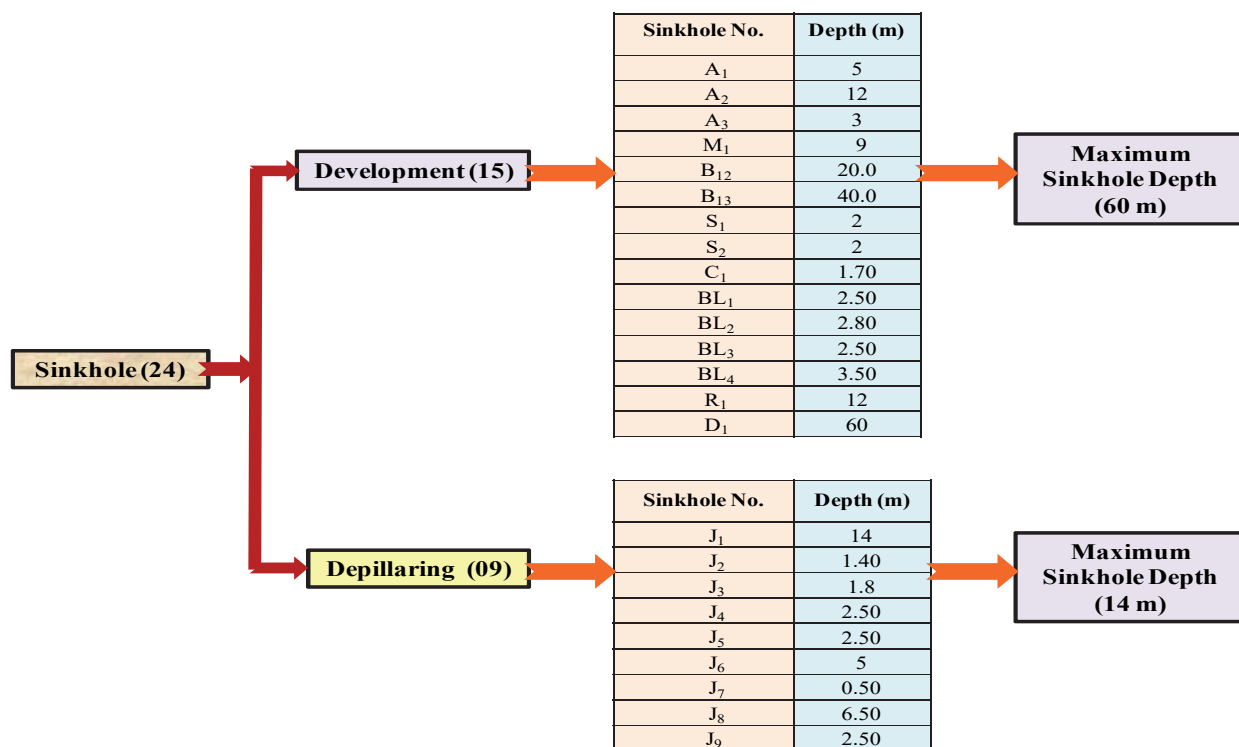 Sinkhole (24)
Development (15)
Sinkhole No. Depth (m)
A₁ 5
A₂ 12
A₃ 3
M₁ 9
B₁₂ 20.0
B₁₃ 40.0
S₁ 2
S₂ 2
C₁ 1.70
BL₁ 2.50
BL₂ 2.80
BL₃ 2.50
BL₄ 3.50
R₁ 12
D₁ 60
Maximum
Sinkhole Depth
(60 m)
Depillaring (09)
Sinkhole No. Depth (m)
J₁ 14
J₂ 1.40
J₃ 1.8
J₄ 2.50
J₅ 2.50
J₆ 5
J₇ 0.50
J₈ 6.50
J₉ 2.50
Maximum
Sinkhole Depth
(14 m)